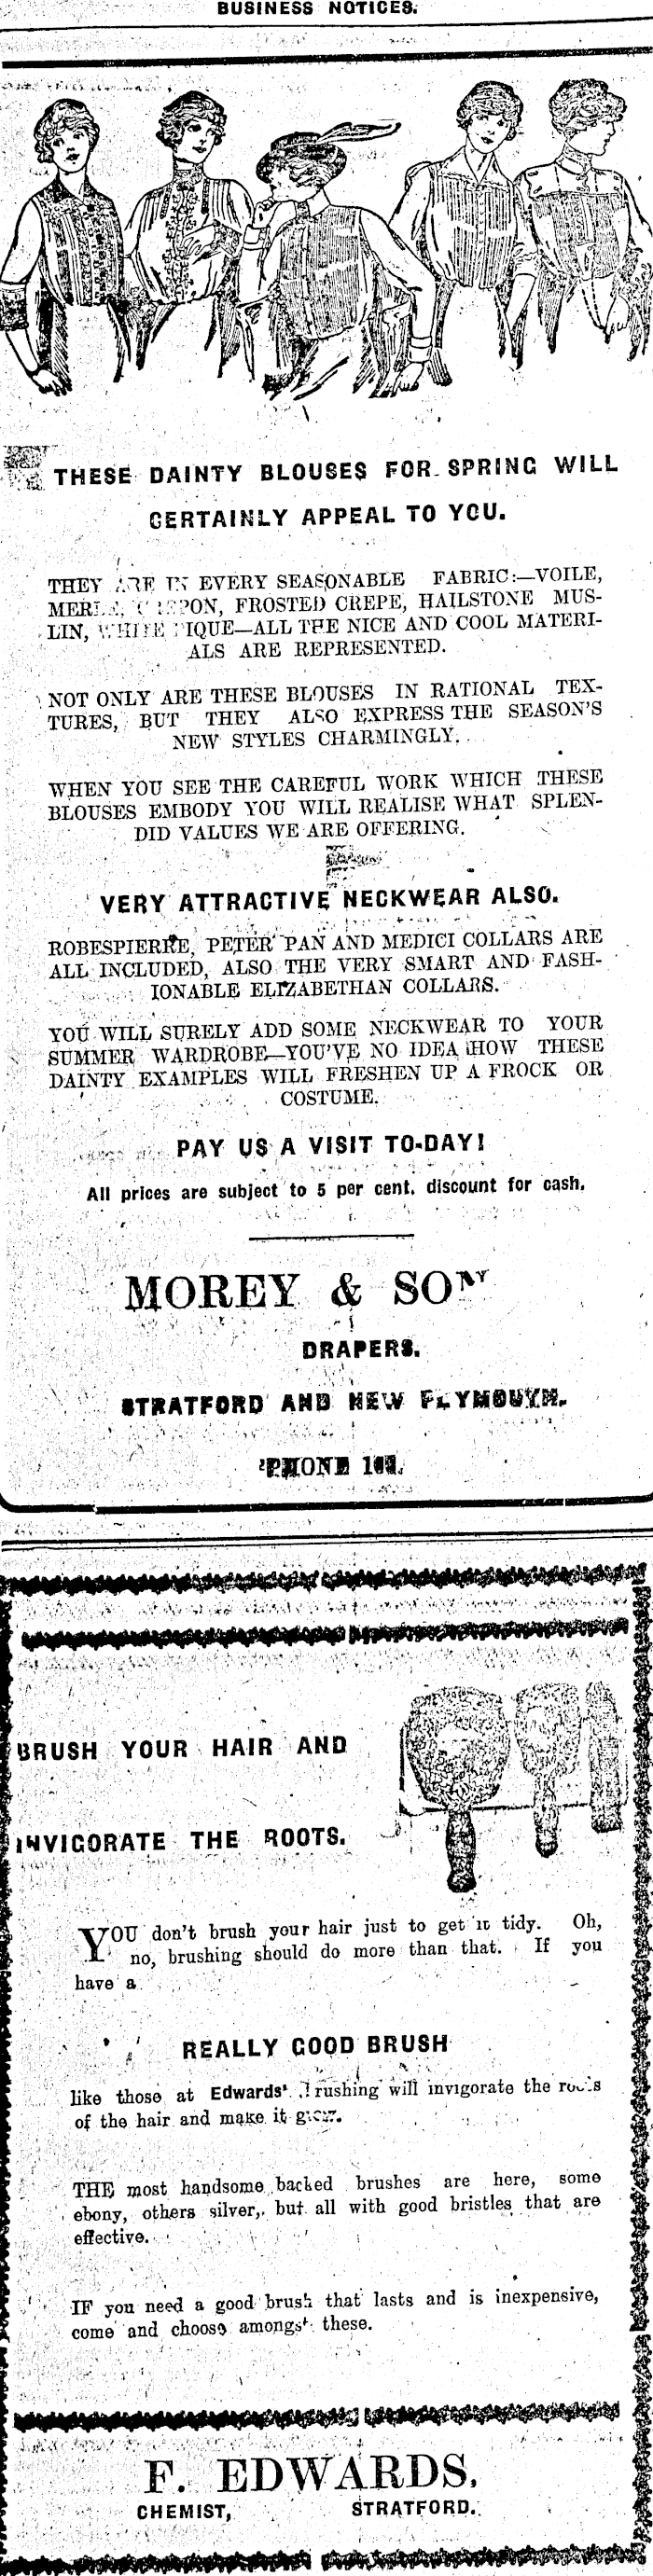 BUSINESS NOTICES.
THESE DAINTY BLOUSES FOR SPRING WILL
CERTAINLY APPEAL TO YOU.
THEY ARE IN EVERY SEASONABLE FABRIC:—VOILE,
FROSTED CREPE, HAILSTONE MUS-
LIN, WHITE PIQUE—ALL THE NICE AND COOL MATERI-
ALS ARE REPRESENTED.
NOT ONLY ARE THESE BLOUSES IN RATIONAL TEX-
TURES, BUT THEY ALSO EXPRESS THE SEASON'S
NEW STYLES CHARMINGLY.
WHEN YOU SEE THE CAREFUL WORK WHICH THESE
BLOUSES EMBODY YOU WILL REALISE WHAT SPLEN-
DID VALUES WE ARE OFFERING.
VERY ATTRACTIVE NECKWEAR ALSO.
ROBESPIERRE, PETER PAN AND MEDICI COLLARS ARE
ALL INCLUDED, ALSO THE VERY SMART AND FASH-
IONABLE ELIZABETHAN COLLARS.
YOU WILL SURELY ADD SOME NECKWEAR TO YOUR
SUMMER WARDROBE—YOU'VE NO IDEA HOW THESE
DAINTY EXAMPLES WILL FRESHEN UP A FROCK OR
COSTUME.
PAY US A VISIT TO-DAY!
All prices are subject to 5 per cent. discount for cash.
MOREY & SON
DRAPERS.
STRATFORD AND NEW PLYMOUTH.
'PHONE
BRUSH YOUR HAIR AND
INVIGORATE THE ROOTS.
YOU don't brush your hair just to get it tidy. Oh,
no, brushing should do more than that. If you
have a
REALLY GOOD BRUSH
like those at Edwards' brushing will invigorate the roots
of the hair and make it grow.
THE most handsome backed brushes are here, some
ebony, others silver, but all with good bristles that are
effective.
IF you need a good brush that lasts and is inexpensive,
come and choose amongst these.
F. EDWARDS,
CHEMIST, STRATFORD.